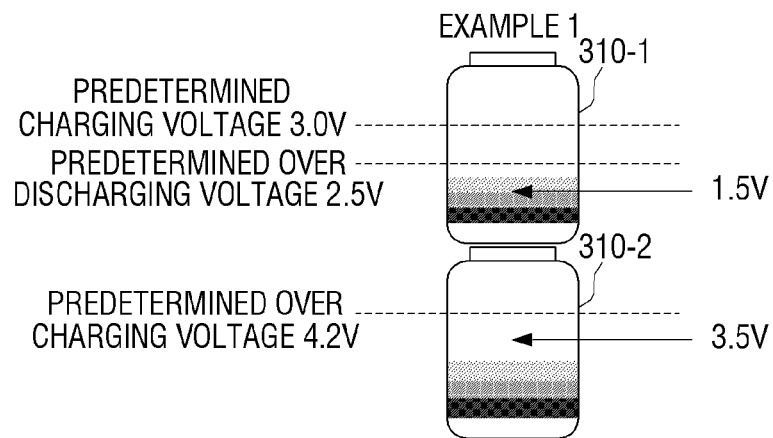 EXAMPLE 1
310-1
PREDETERMINED
CHARGING VOLTAGE 3.0V
PREDETERMINED OVER
DISCHARGING VOLTAGE 2.5V
1.5V
310-2
PREDETERMINED OVER
CHARGING VOLTAGE 4.2V
3.5V